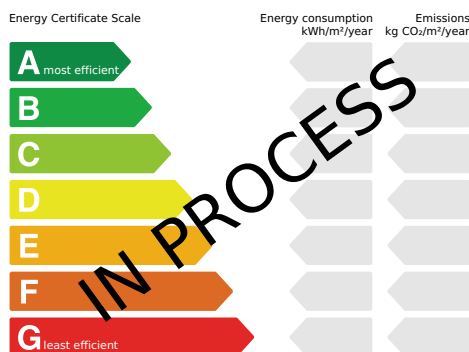 Energy Certificate Scale
Energy consumption
kWh/m²/year
Emissions
kg CO₂/m²/year
A most efficient
B
C
D
E
F
G least efficient
IN PROCESS